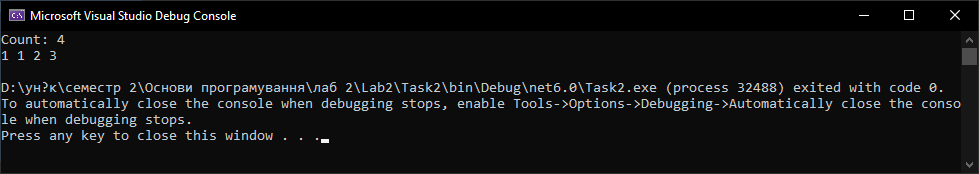 Microsoft Visual Studio Debug Console
Count: 4
1 1 2 3
D:\ун?к\семестр 2\Основи програмування\лаб 2\Lab2\Task2\bin\Debug\net6.0\Task2.exe (process 32488) exited with code 0.
To automatically close the console when debugging stops, enable Tools->Options->Debugging->Automatically close the conso
le when debugging stops.
Press any key to close this window . . .